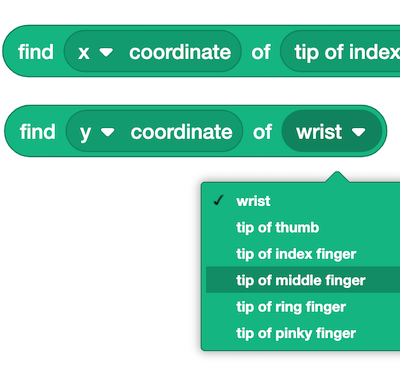 find x coordinate of tip of index
find y coordinate of wrist
✓ wrist
tip of thumb
tip of index finger
tip of middle finger
tip of ring finger
tip of pinky finger